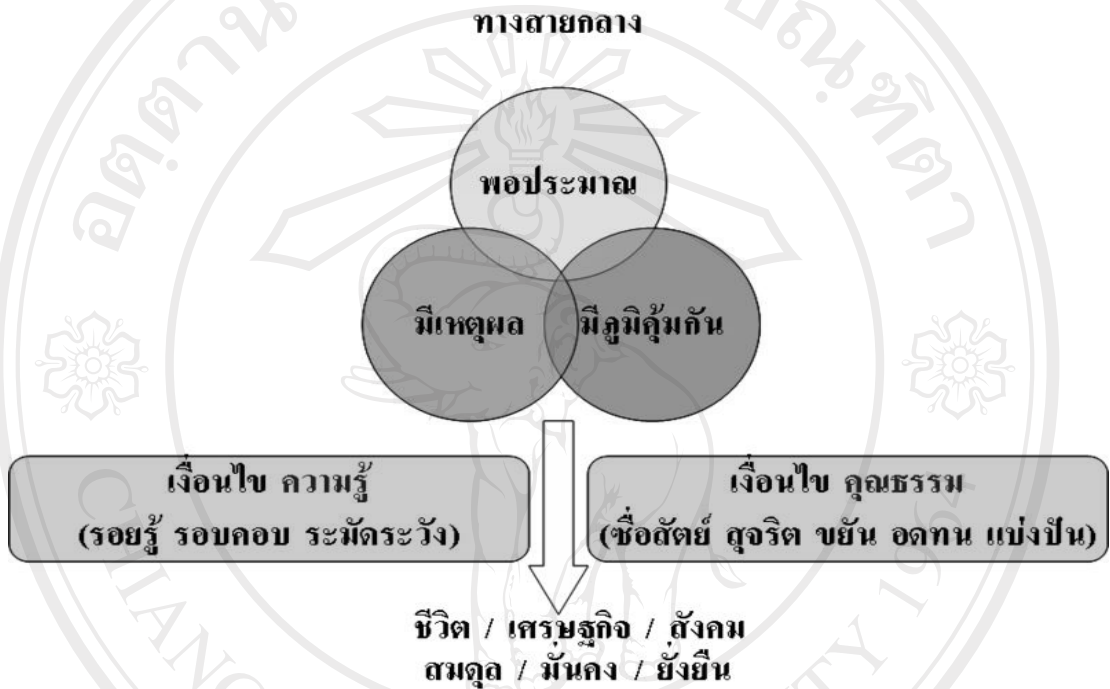 ทางสายกลาง
พอประมาณ
มีเหตุผล มีภูมิคุ้มกัน
เงื่อนไข ความรู้
(รอยรู้ รอบคอบ ระมัดระวัง)
เงื่อนไข คุณธรรม
(ซื่อสัตย์ สุจริต ขยัน อดทน แบ่งปัน)
ชีวิต / เศรษฐกิจ / สังคม
สมดุล / มั่นคง / ยั่งยืน